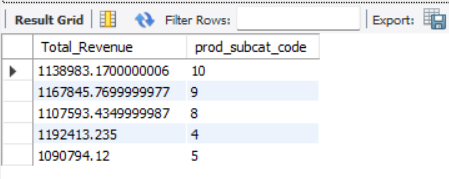 Result Grid Filter Rows: Export:
Total_Revenue prod_subcat_code
1138983.1700000006 10
1167845.7699999977 9
1107593.4349999987 8
1192413.235 4
1090794.12 5